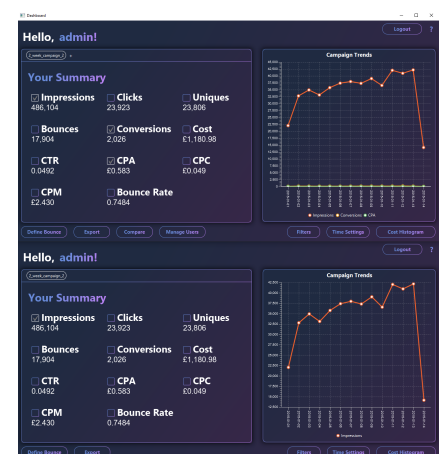 Dashboard
Hello, admin!
Logout
?
2_week_campaign_2
+
Your Summary
Impressions Clicks Uniques
486,104 23,923 23,806
Bounces Conversions Cost
17,904 2,026 £1,180.98
CTR CPA CPC
0.0492 £0.583 £0.049
CPM Bounce Rate
£2.430 0.7484
Campaign Trends
Impressions Conversions CPA
Define Bounce Export Compare Manage Users
Filters Time Settings Cost Histogram
Hello, admin!
Logout
?
2_week_campaign_2
Your Summary
Impressions Clicks Uniques
486,104 23,923 23,806
Bounces Conversions Cost
17,904 2,026 £1,180.98
CTR CPA CPC
0.0492 £0.583 £0.049
CPM Bounce Rate
£2.430 0.7484
Campaign Trends
Impressions
Define Bounce Export
Filters Time Settings Cost Histogram